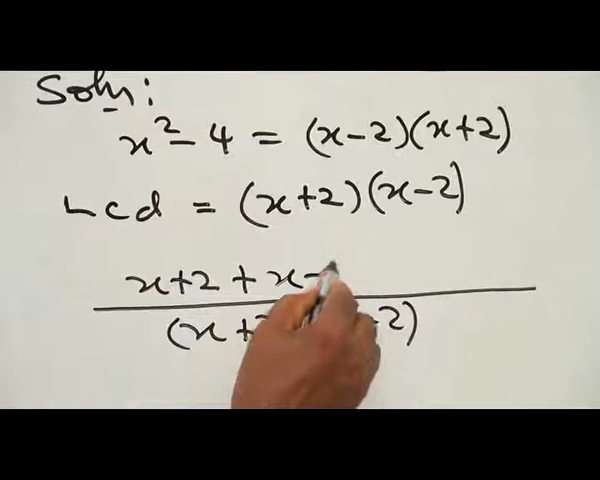 Soln:
x² - 4 = (x-2)(x+2)
Lcd = (x+2)(x-2)
x+2 + x-
(x+ -2)